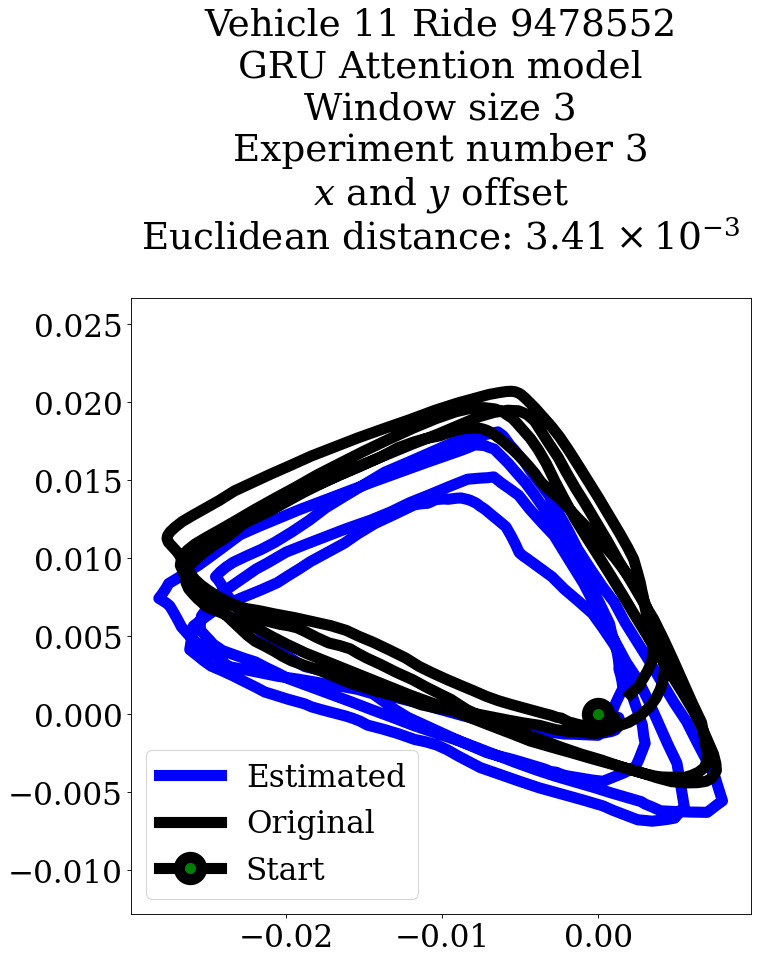 Vehicle 11 Ride 9478552
GRU Attention model
Window size 3
Experiment number 3
x and y offset
Euclidean distance: 3.41 × 10⁻³
0.025
0.020
0.015
0.010
0.005
0.000
−0.005
−0.010
Estimated
Original
Start
−0.02 −0.01 0.00